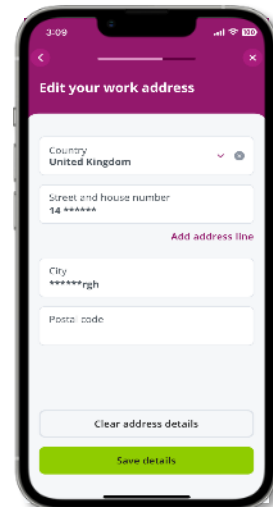 3:09
Edit your work address
Country
United Kingdom
Street and house number
14 ******
Add address line
City
******rgh
Postal code
Clear address details
Save details